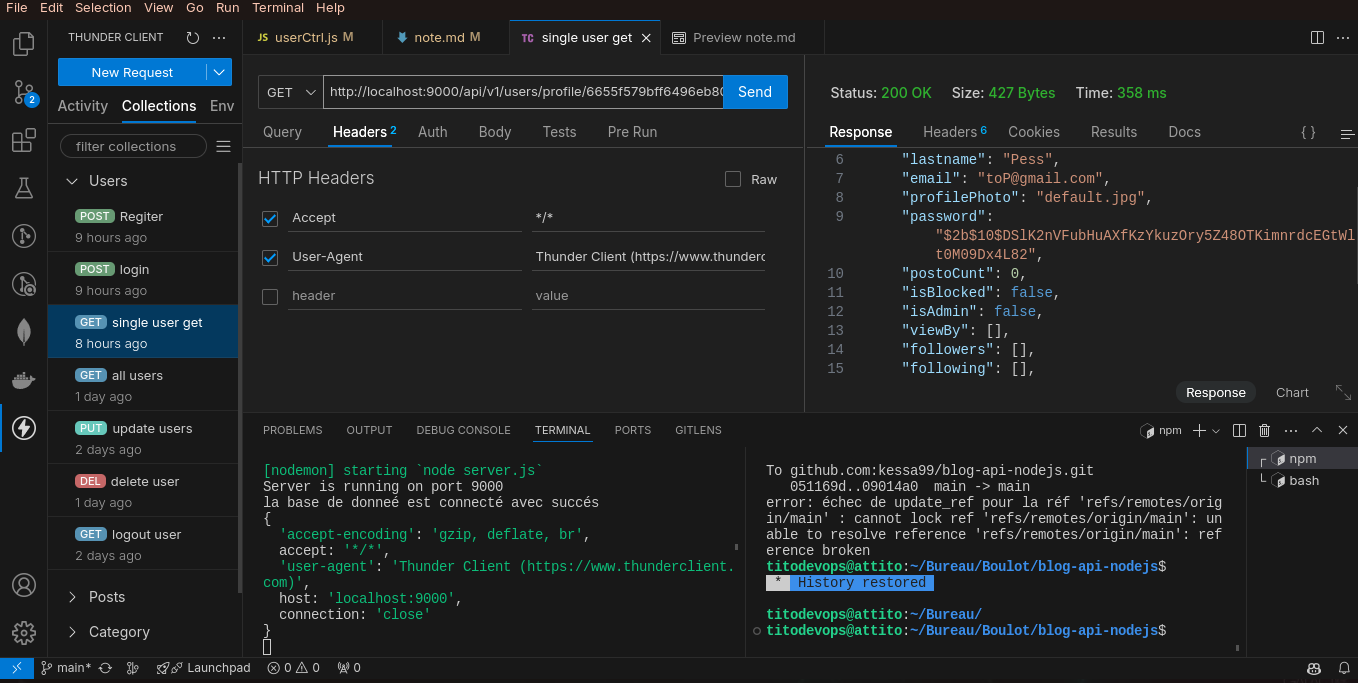 File Edit Selection View Go Run Terminal Help
THUNDER CLIENT
userCtrl.js M
note.md M
TC single user get
Preview note.md
New Request
Activity Collections Env
filter collections
Users
POST Regiter
9 hours ago
POST login
9 hours ago
GET single user get
8 hours ago
GET all users
1 day ago
PUT update users
2 days ago
DEL delete user
1 day ago
GET logout user
2 days ago
Posts
Category
2
GET
http://localhost:9000/api/v1/users/profile/6655f579bff6496eb80
Send
Query Headers 2 Auth Body Tests Pre Run
HTTP Headers
Raw
Accept */*
User-Agent Thunder Client (https://www.thunderc
header value
Status: 200 OK Size: 427 Bytes Time: 358 ms
Response Headers 6 Cookies Results Docs { }
6 "lastname": "Pess",
7 "email": "toP@gmail.com",
8 "profilePhoto": "default.jpg",
9 "password":
"$2b$10$DSlK2nVFubHuAXfKzYkuzOry5Z48OTKimnrdcEGtWl
t0M09Dx4L82",
10 "postoCunt": 0,
11 "isBlocked": false,
12 "isAdmin": false,
13 "viewBy": [],
14 "followers": [],
15 "following": [],
Response Chart
PROBLEMS OUTPUT DEBUG CONSOLE TERMINAL PORTS GITLENS
npm
[nodemon] starting `node server.js`
Server is running on port 9000
la base de donneé est connecté avec succés
{
'accept-encoding': 'gzip, deflate, br',
accept: '*/*',
'user-agent': 'Thunder Client (https://www.thunderclient.
com)',
host: 'localhost:9000',
connection: 'close'
}
To github.com:kessa99/blog-api-nodejs.git
051169d..09014a0 main -> main
error: échec de update_ref pour la réf 'refs/remotes/orig
in/main' : cannot lock ref 'refs/remotes/origin/main': un
able to resolve reference 'refs/remotes/origin/main': ref
erence broken
titodevops@attito:~/Bureau/Boulot/blog-api-nodejs$
* History restored
titodevops@attito:~/Bureau/
titodevops@attito:~/Bureau/Boulot/blog-api-nodejs$
npm
bash
main* Launchpad 0 0 0